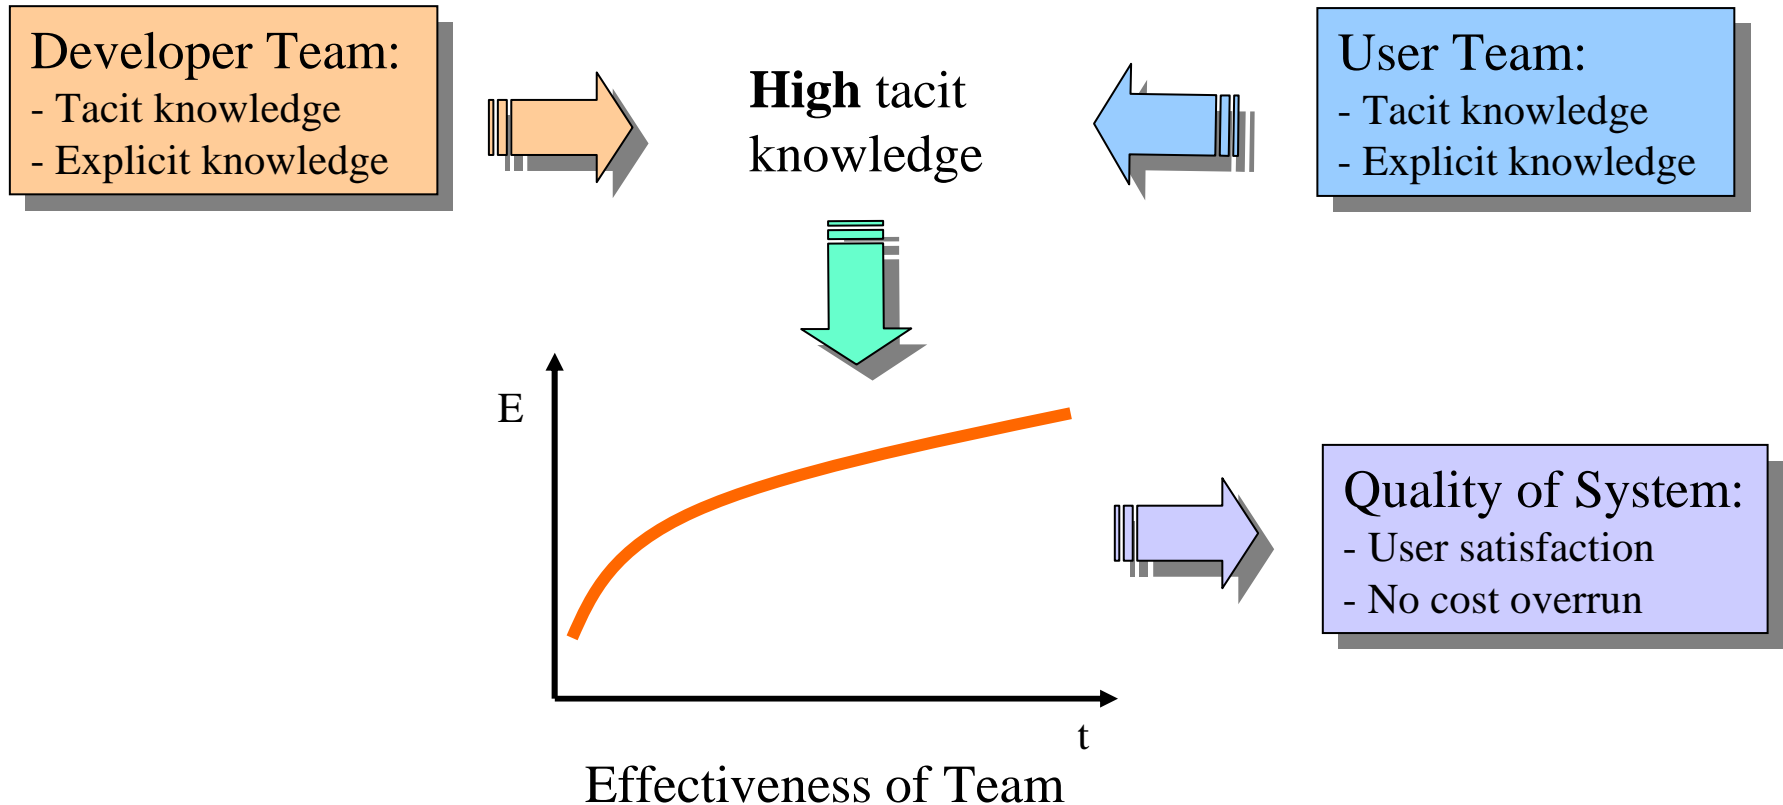 Developer Team:
- Tacit knowledge
- Explicit knowledge
High tacit
knowledge
User Team:
- Tacit knowledge
- Explicit knowledge
E
t
Effectiveness of Team
Quality of System:
- User satisfaction
- No cost overrun